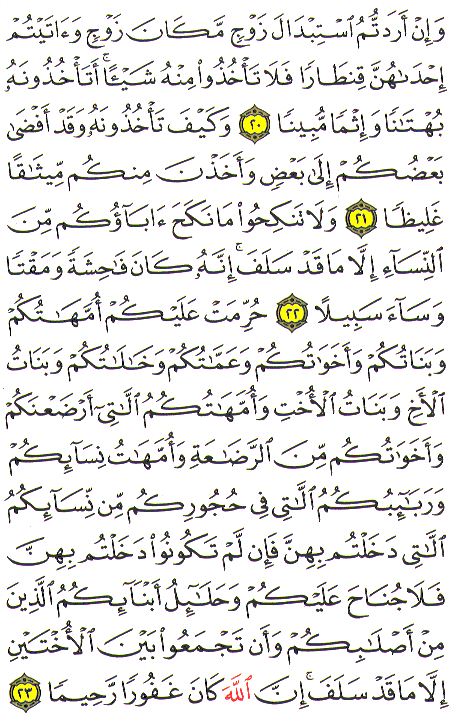 وَإِنْ أَرَدتُّمُ ٱسْتِبْدَالَ زَوْجٍ مَّكَانَ زَوْجٍ وَءَاتَيْتُمْ
إِحْدَىٰهُنَّ قِنطَارًا فَلَا تَأْخُذُوا۟ مِنْهُ شَيْـًٔا ۚ أَتَأْخُذُونَهُۥ
بُهْتَـٰنًا وَإِثْمًا مُّبِينًا ٢٠ وَكَيْفَ تَأْخُذُونَهُۥ وَقَدْ أَفْضَىٰ
بَعْضُكُمْ إِلَىٰ بَعْضٍ وَأَخَذْنَ مِنكُم مِّيثَـٰقًا
غَلِيظًا ٢١ وَلَا تَنكِحُوا۟ مَا نَكَحَ ءَابَآؤُكُم مِّنَ
ٱلنِّسَآءِ إِلَّا مَا قَدْ سَلَفَ ۚ إِنَّهُۥ كَانَ فَـٰحِشَةً وَمَقْتًا
وَسَآءَ سَبِيلًا ٢٢ حُرِّمَتْ عَلَيْكُمْ أُمَّهَـٰتُكُمْ
وَبَنَاتُكُمْ وَأَخَوَٰتُكُمْ وَعَمَّـٰتُكُمْ وَخَـٰلَـٰتُكُمْ وَبَنَاتُ
ٱلْأَخِ وَبَنَاتُ ٱلْأُخْتِ وَأُمَّهَـٰتُكُمُ ٱلَّـٰتِىٓ أَرْضَعْنَكُمْ
وَأَخَوَٰتُكُم مِّنَ ٱلرَّضَـٰعَةِ وَأُمَّهَـٰتُ نِسَآئِكُمْ
وَرَبَـٰٓئِبُكُمُ ٱلَّـٰتِى فِى حُجُورِكُم مِّن نِّسَآئِكُمُ
ٱلَّـٰتِى دَخَلْتُم بِهِنَّ فَإِن لَّمْ تَكُونُوا۟ دَخَلْتُم بِهِنَّ
فَلَا جُنَاحَ عَلَيْكُمْ وَحَلَـٰٓئِلُ أَبْنَآئِكُمُ ٱلَّذِينَ
مِنْ أَصْلَـٰبِكُمْ وَأَن تَجْمَعُوا۟ بَيْنَ ٱلْأُخْتَيْنِ
إِلَّا مَا قَدْ سَلَفَ ۗ إِنَّ ٱللَّهَ كَانَ غَفُورًا رَّحِيمًا ٢٣